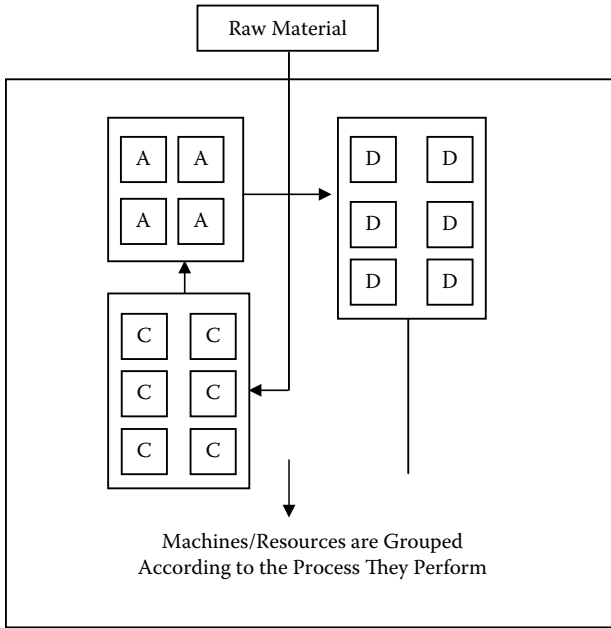 Raw Material
A A D D
A A D D
D D
C C
C C
C C
Machines/Resources are Grouped
According to the Process They Perform